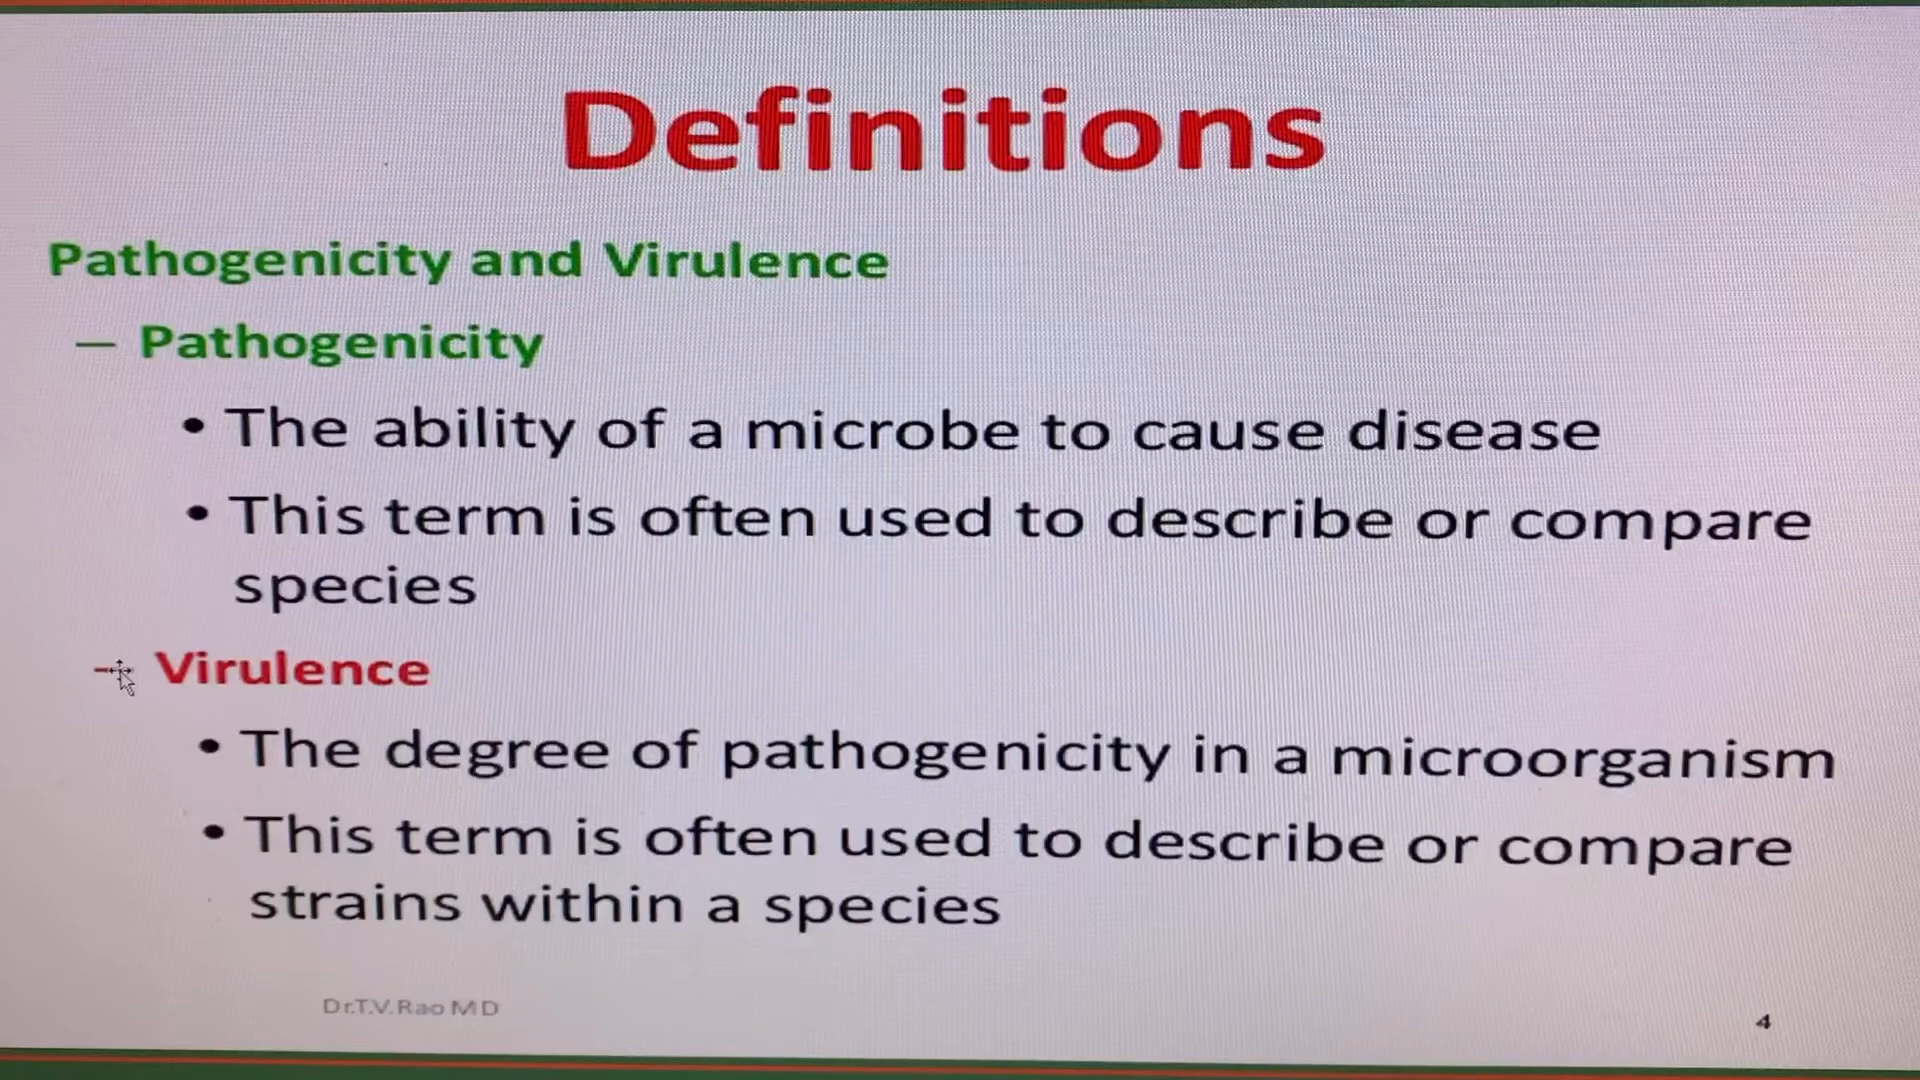 Definitions
Pathogenicity and Virulence
– Pathogenicity
• The ability of a microbe to cause disease
• This term is often used to describe or compare
species
– Virulence
• The degree of pathogenicity in a microorganism
• This term is often used to describe or compare
strains within a species
Dr.T.V.Rao MD
4